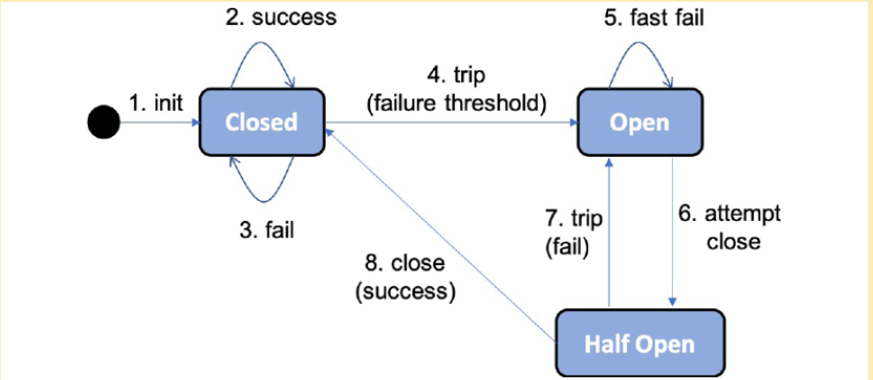 2. success
5. fast fail
1. init
Closed
4. trip
(failure threshold)
Open
3. fail
7. trip
(fail)
6. attempt
close
8. close
(success)
Half Open